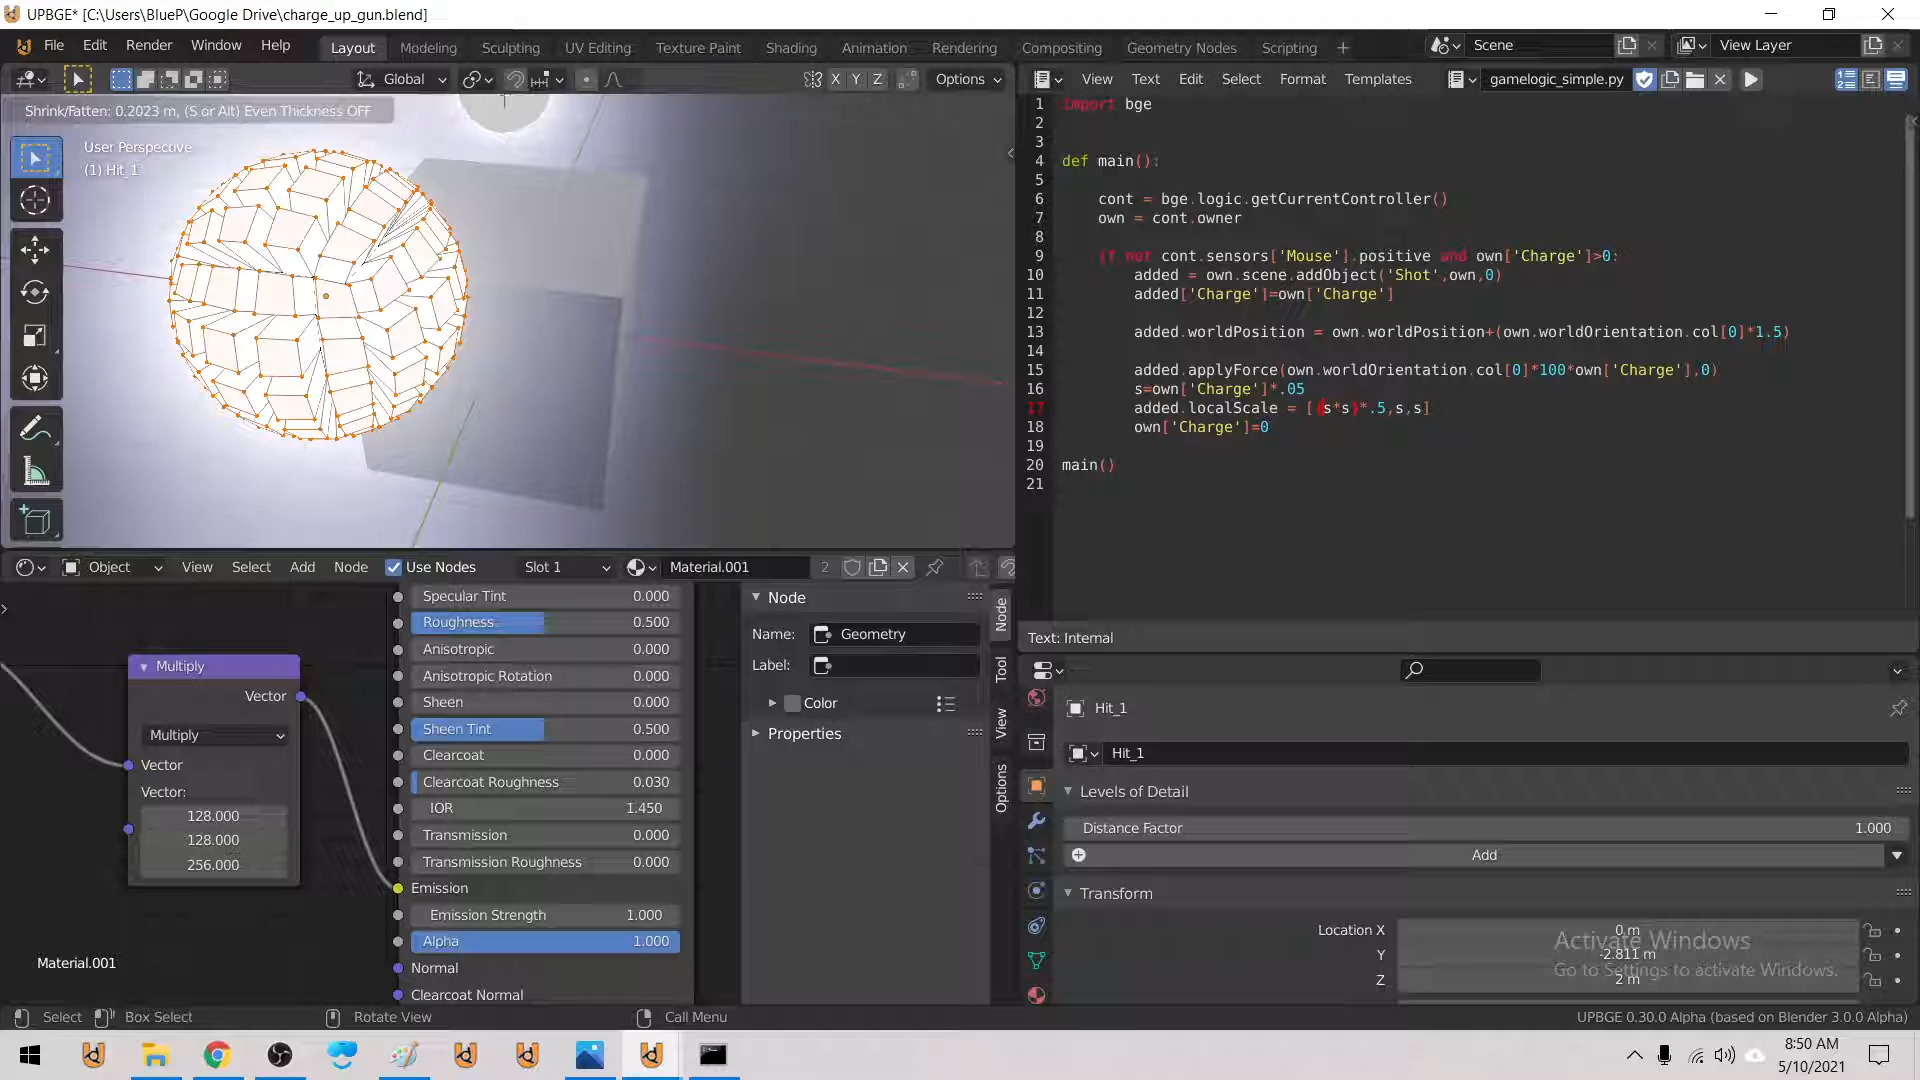 UPBGE* [C:\Users\BlueP\Google Drive\charge_up_gun.blend]
File Edit Render Window Help Layout Modeling Sculpting UV Editing Texture Paint Shading Animation Rendering Compositing Geometry Nodes Scripting + Scene View Layer
Global X Y Z Options View Text Edit Select Format Templates gamelogic_simple.py
Shrink/Fatten: 0.2023 m, (S or Alt) Even Thickness OFF
User Perspective
(1) Hit_1
1 import bge
2
3
4 def main():
5
6 cont = bge.logic.getCurrentController()
7 own = cont.owner
8
9 if not cont.sensors['Mouse'].positive and own['Charge']>0:
10 added = own.scene.addObject('Shot',own,0)
11 added['Charge']=own['Charge']
12
13 added.worldPosition = own.worldPosition+(own.worldOrientation.col[0]*1.5)
14
15 added.applyForce(own.worldOrientation.col[0]*100*own['Charge'],0)
16 s=own['Charge']*.05
17 added.localScale = [(s*s)*.5,s,s]
18 own['Charge']=0
19
20 main()
21
Text: Internal
Object View Select Add Node Use Nodes Slot 1 Material.001 2
Multiply
Vector
Multiply
Vector
Vector:
128.000
128.000
256.000
Material.001
Specular Tint 0.000
Roughness 0.500
Anisotropic 0.000
Anisotropic Rotation 0.000
Sheen 0.000
Sheen Tint 0.500
Clearcoat 0.000
Clearcoat Roughness 0.030
IOR 1.450
Transmission 0.000
Transmission Roughness 0.000
Emission
Emission Strength 1.000
Alpha 1.000
Normal
Clearcoat Normal
Node
Name: Geometry
Label:
Color
Properties
Node
Tool
View
Options
Hit_1
Hit_1
Levels of Detail
Distance Factor 1.000
Add
Transform
Location X 0 m
Y -2.811 m
Z 2 m
Activate Windows
Go to Settings to activate Windows.
Select Box Select Rotate View Call Menu UPBGE 0.30.0 Alpha (based on Blender 3.0.0 Alpha)
8:50 AM
5/10/2021